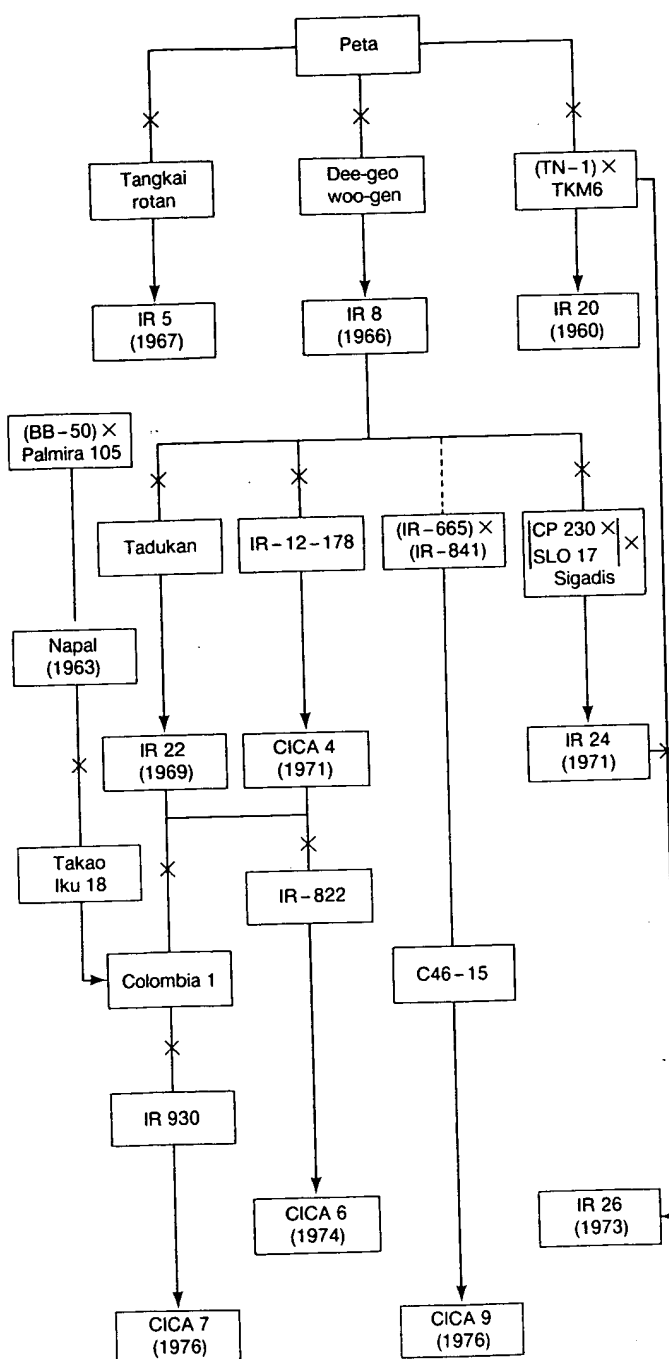 Peta
Tangkai
rotan
Dee-geo
woo-gen
(TN-1) ×
TKM6
IR 5
(1967)
IR 8
(1966)
IR 20
(1960)
(BB-50) ×
Palmira 105
Tadukan
IR-12-178
(IR-665) ×
(IR-841)
CP 230 ×
SLO 17 ×
Sigadis
Napal
(1963)
IR 22
(1969)
CICA 4
(1971)
IR 24
(1971)
Takao
Iku 18
IR-822
Colombia 1
C46-15
IR 930
CICA 6
(1974)
IR 26
(1973)
CICA 7
(1976)
CICA 9
(1976)